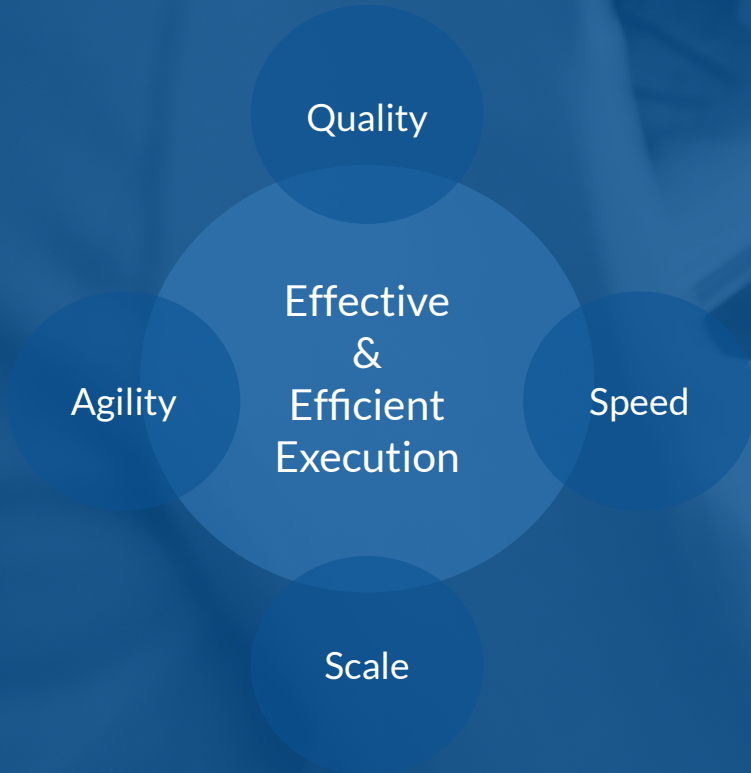 Quality
Effective
&
Efficient
Execution
Agility
Speed
Scale